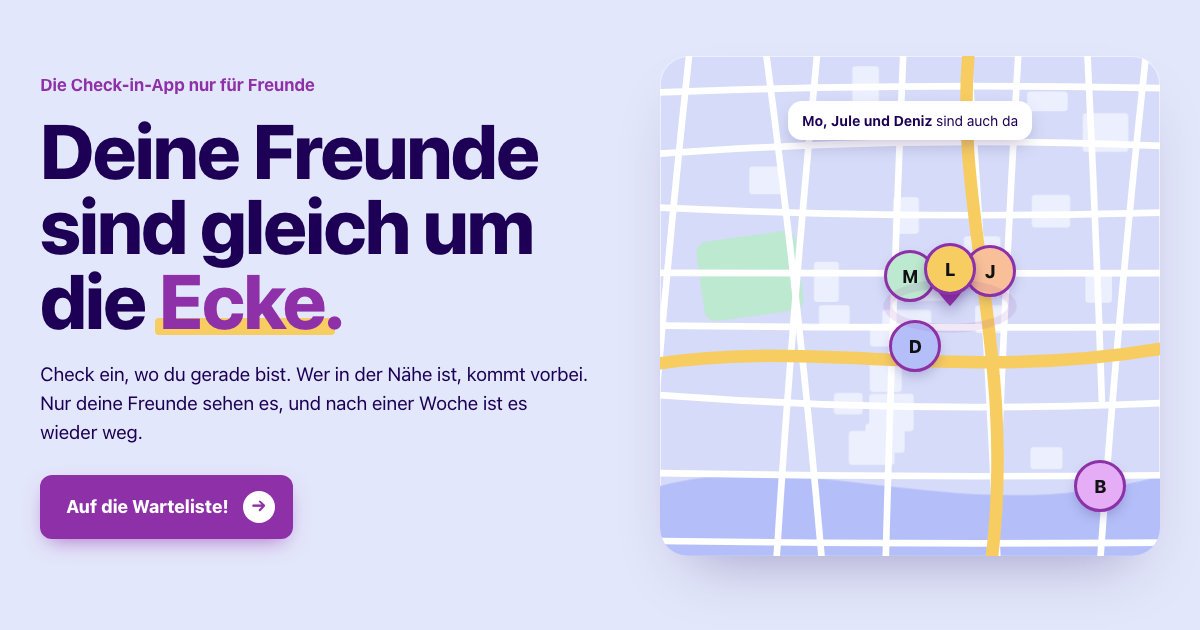 Die Check-in-App nur für Freunde
Deine Freunde
sind gleich um
die Ecke.
Check ein, wo du gerade bist. Wer in der Nähe ist, kommt vorbei.
Nur deine Freunde sehen es, und nach einer Woche ist es
wieder weg.
Auf die Warteliste!
Mo, Jule und Deniz sind auch da
M
L
J
D
B